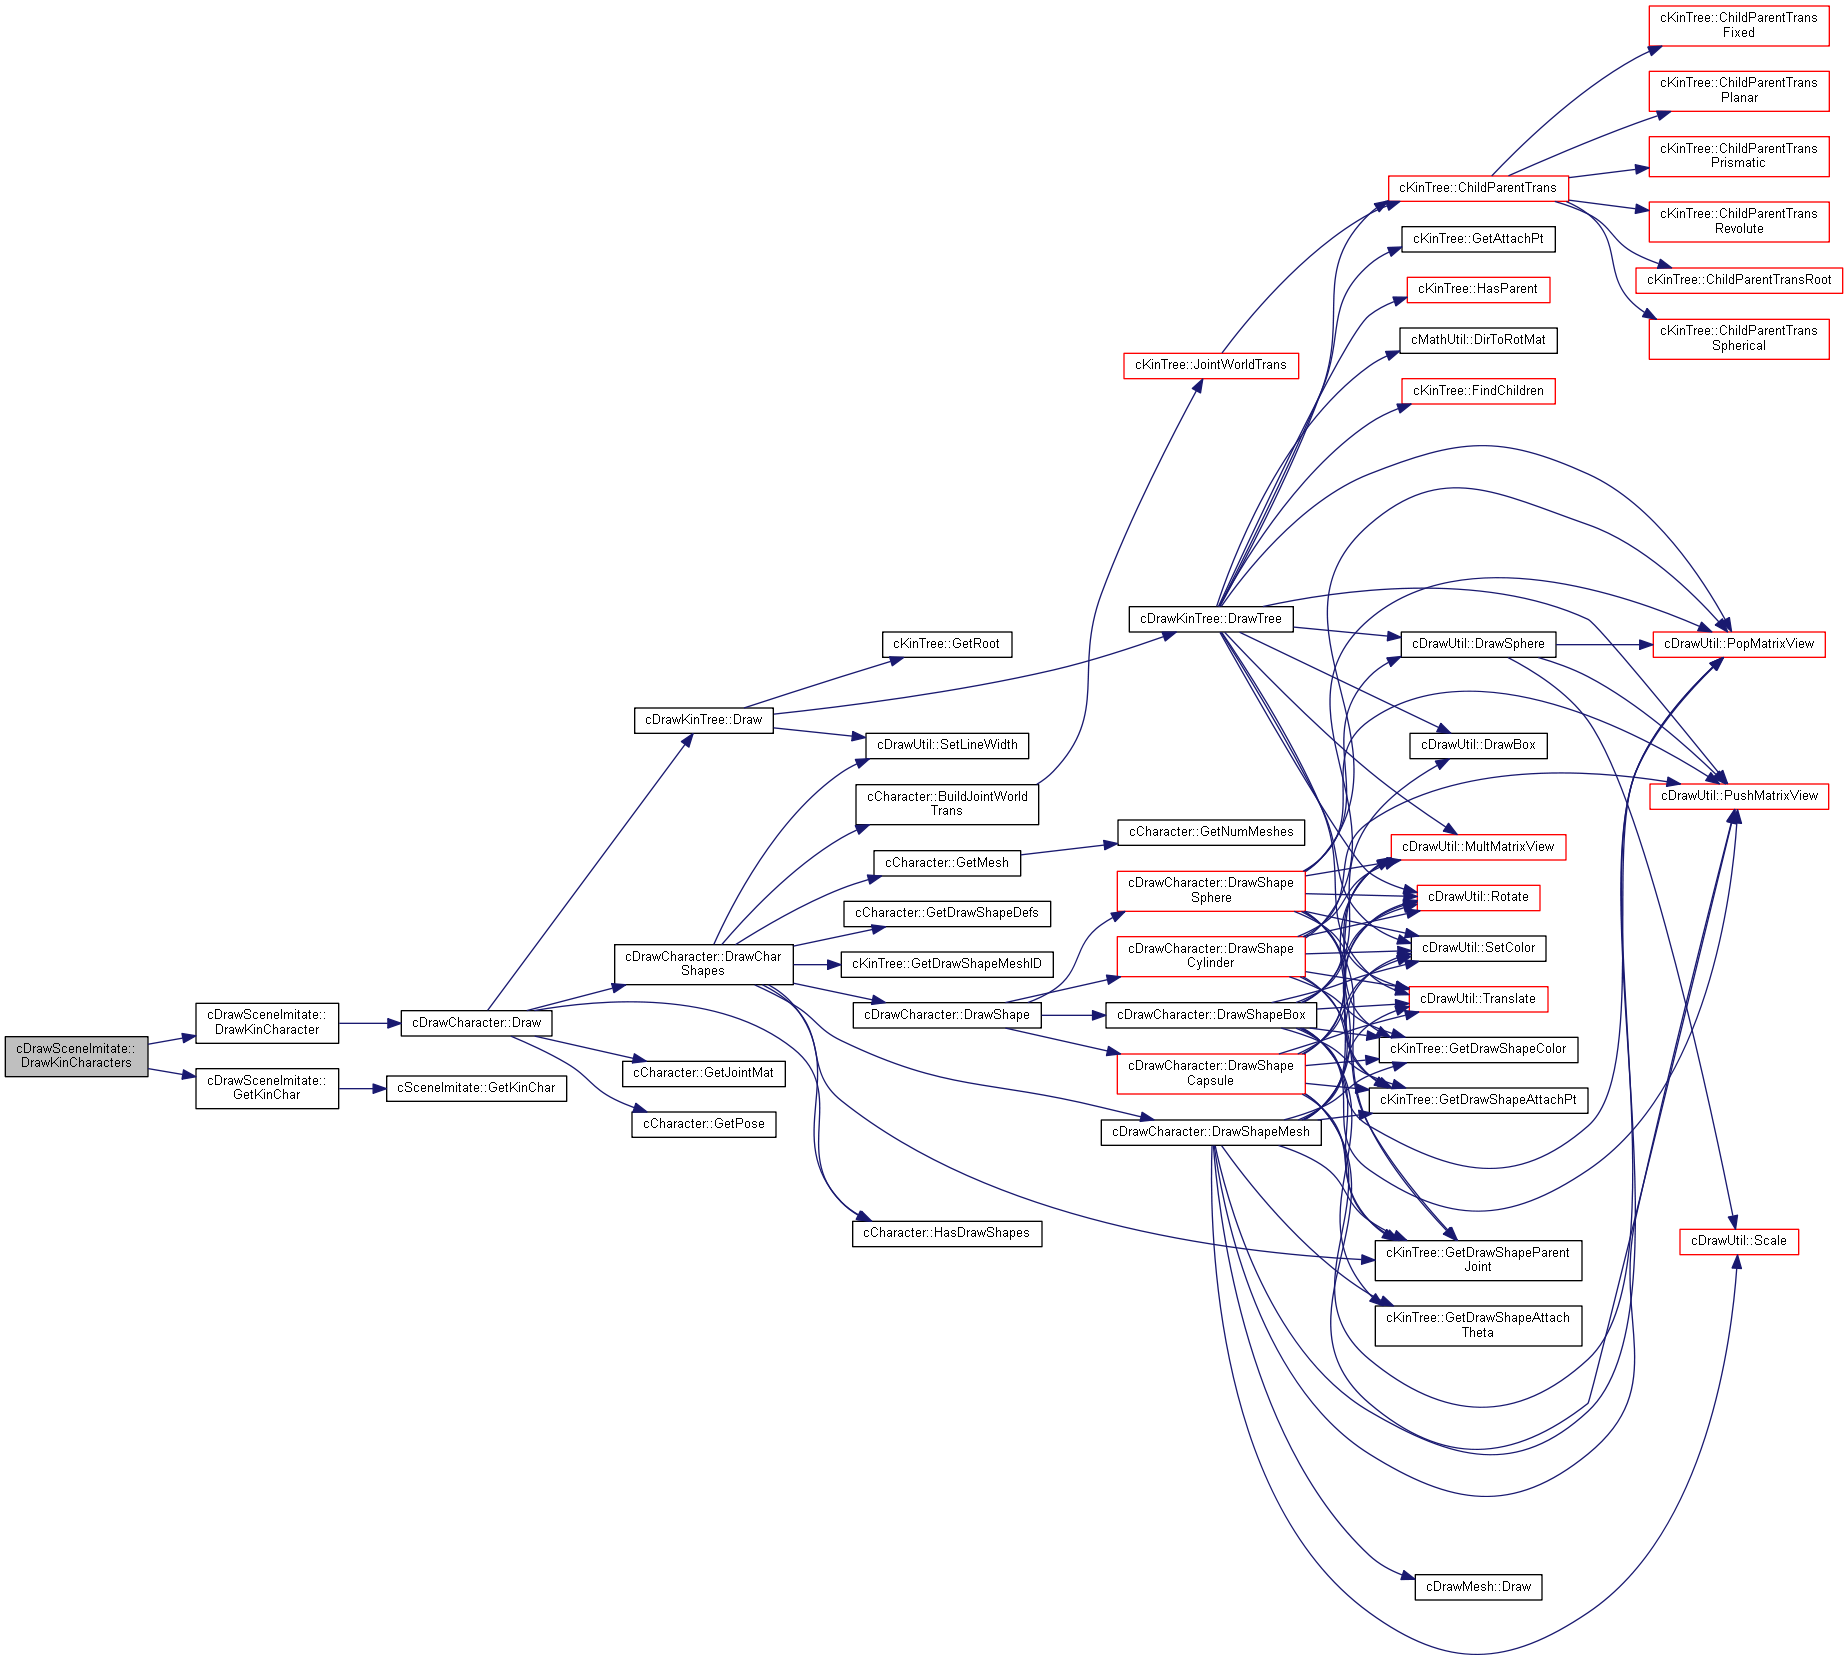 cKinTree::ChildParentTrans
Fixed
cKinTree::ChildParentTrans
Planar
cKinTree::ChildParentTrans
Prismatic
cKinTree::ChildParentTrans
cKinTree::ChildParentTrans
Revolute
cKinTree::GetAttachPt
cKinTree::ChildParentTransRoot
cKinTree::HasParent
cKinTree::ChildParentTrans
Spherical
cMathUtil::DirToRotMat
cKinTree::JointWorldTrans
cKinTree::FindChildren
cDrawKinTree::DrawTree
cKinTree::GetRoot
cDrawUtil::DrawSphere
cDrawUtil::PopMatrixView
cDrawKinTree::Draw
cDrawUtil::SetLineWidth
cDrawUtil::DrawBox
cCharacter::BuildJointWorld
Trans
cDrawUtil::PushMatrixView
cCharacter::GetNumMeshes
cCharacter::GetMesh
cDrawUtil::MultMatrixView
cDrawCharacter::DrawShape
Sphere
cDrawUtil::Rotate
cCharacter::GetDrawShapeDefs
cDrawCharacter::DrawChar
Shapes
cKinTree::GetDrawShapeMeshID
cDrawCharacter::DrawShape
Cylinder
cDrawUtil::SetColor
cDrawUtil::Translate
cDrawSceneImitate::
DrawKinCharacter
cDrawCharacter::Draw
cDrawCharacter::DrawShape
cDrawCharacter::DrawShapeBox
cDrawSceneImitate::
DrawKinCharacters
cKinTree::GetDrawShapeColor
cCharacter::GetJointMat
cDrawCharacter::DrawShape
Capsule
cDrawSceneImitate::
GetKinChar
cSceneImitate::GetKinChar
cKinTree::GetDrawShapeAttachPt
cCharacter::GetPose
cDrawCharacter::DrawShapeMesh
cCharacter::HasDrawShapes
cDrawUtil::Scale
cKinTree::GetDrawShapeParent
Joint
cKinTree::GetDrawShapeAttach
Theta
cDrawMesh::Draw